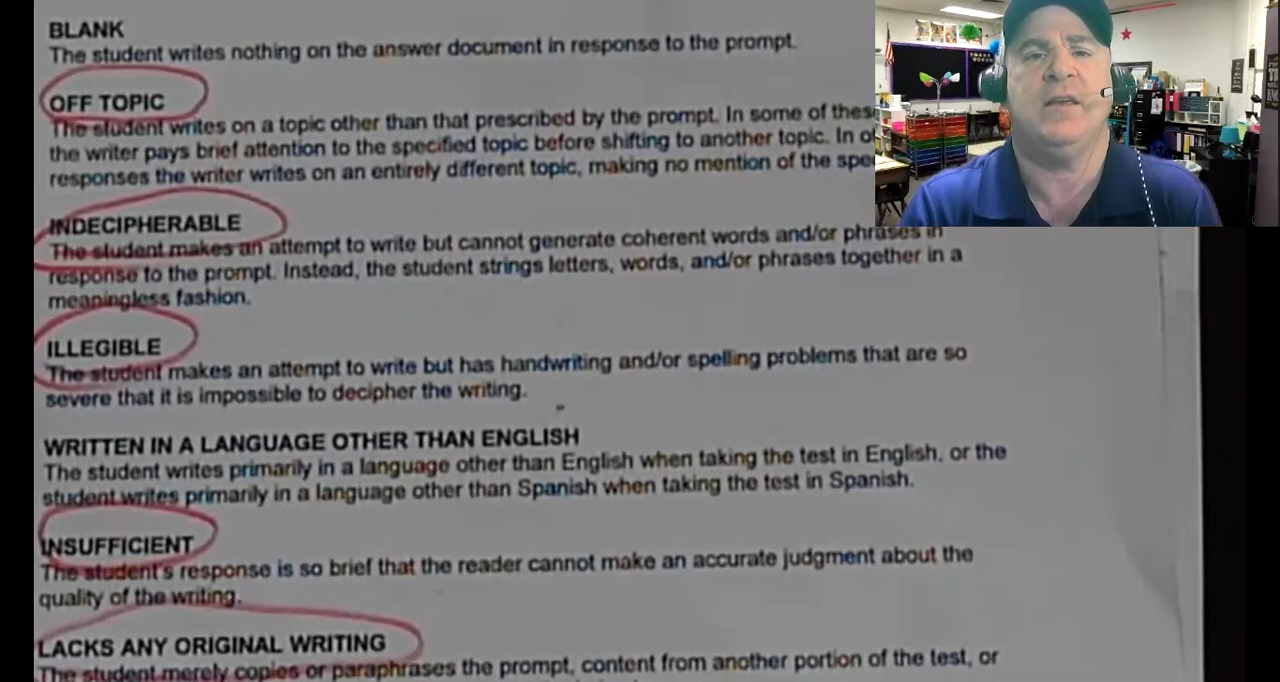 BLANK
The student writes nothing on the answer document in response to the prompt.
OFF TOPIC
The student writes on a topic other than that prescribed by the prompt. In some of
the writer pays brief attention to the specified topic before shifting to another topic. In
responses the writer writes on an entirely different topic, making no mention of the
INDECIPHERABLE
The student makes an attempt to write but cannot generate coherent words and/or phrases in
response to the prompt. Instead, the student strings letters, words, and/or phrases together in a
meaningless fashion.
ILLEGIBLE
The student makes an attempt to write but has handwriting and/or spelling problems that are so
severe that it is impossible to decipher the writing.
WRITTEN IN A LANGUAGE OTHER THAN ENGLISH
The student writes primarily in a language other than English when taking the test in English, or the
student writes primarily in a language other than Spanish when taking the test in Spanish.
INSUFFICIENT
The student's response is so brief that the reader cannot make an accurate judgment about the
quality of the writing.
LACKS ANY ORIGINAL WRITING
The student merely copies or paraphrases the prompt, content from another portion of the test, or